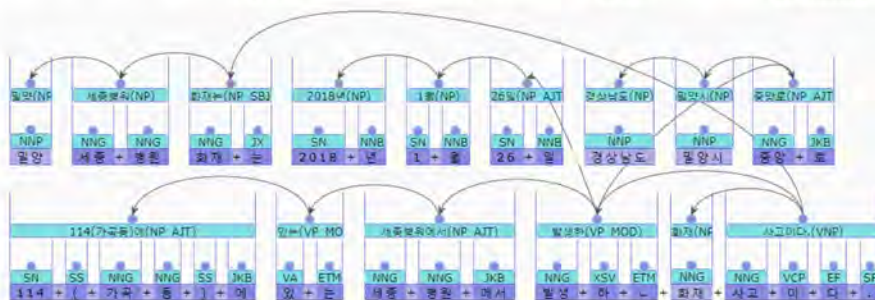 밀양(NP 세종병원(NP) 화재는(NP_SBJ 2018년(NP) 1월(NP) 26일(NP_AJT 경상남도(NP) 밀양시(NP) 중앙로(NP_AJT
NNP NNG NNG NNG JX SN NNB SN NNB SN NNB NNP NNP NNG JKB
밀양 세종 + 병원 화재 + 는 2018 + 년 1 + 월 26 + 일 경상남도 밀양시 중앙 + 로
114(가곡동)에(NP_AJT) 있는(VP_MO 세종병원에서(NP_AJT) 발생한(VP_MOD) 화재(NP 사고이다.(VNP)
SN SS NNG NNG SS JKB VA ETM NNG NNG JKB NNG XSV ETM NNG NNG VCP EF SF
114 + ( + 가곡 + 동 + ) + 에 있 + 는 세종 + 병원 + 에서 발생 + 하 + ㄴ + 화재 + 사고 + 이 + 다 + .